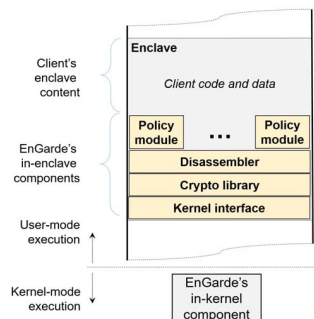 Enclave
Client's
enclave
content
Client code and data
Policy
module
...
Policy
module
EnGarde's
in-enclave
components
Disassembler
Crypto library
Kernel interface
User-mode
execution
Kernel-mode
execution
EnGarde's
in-kernel
component